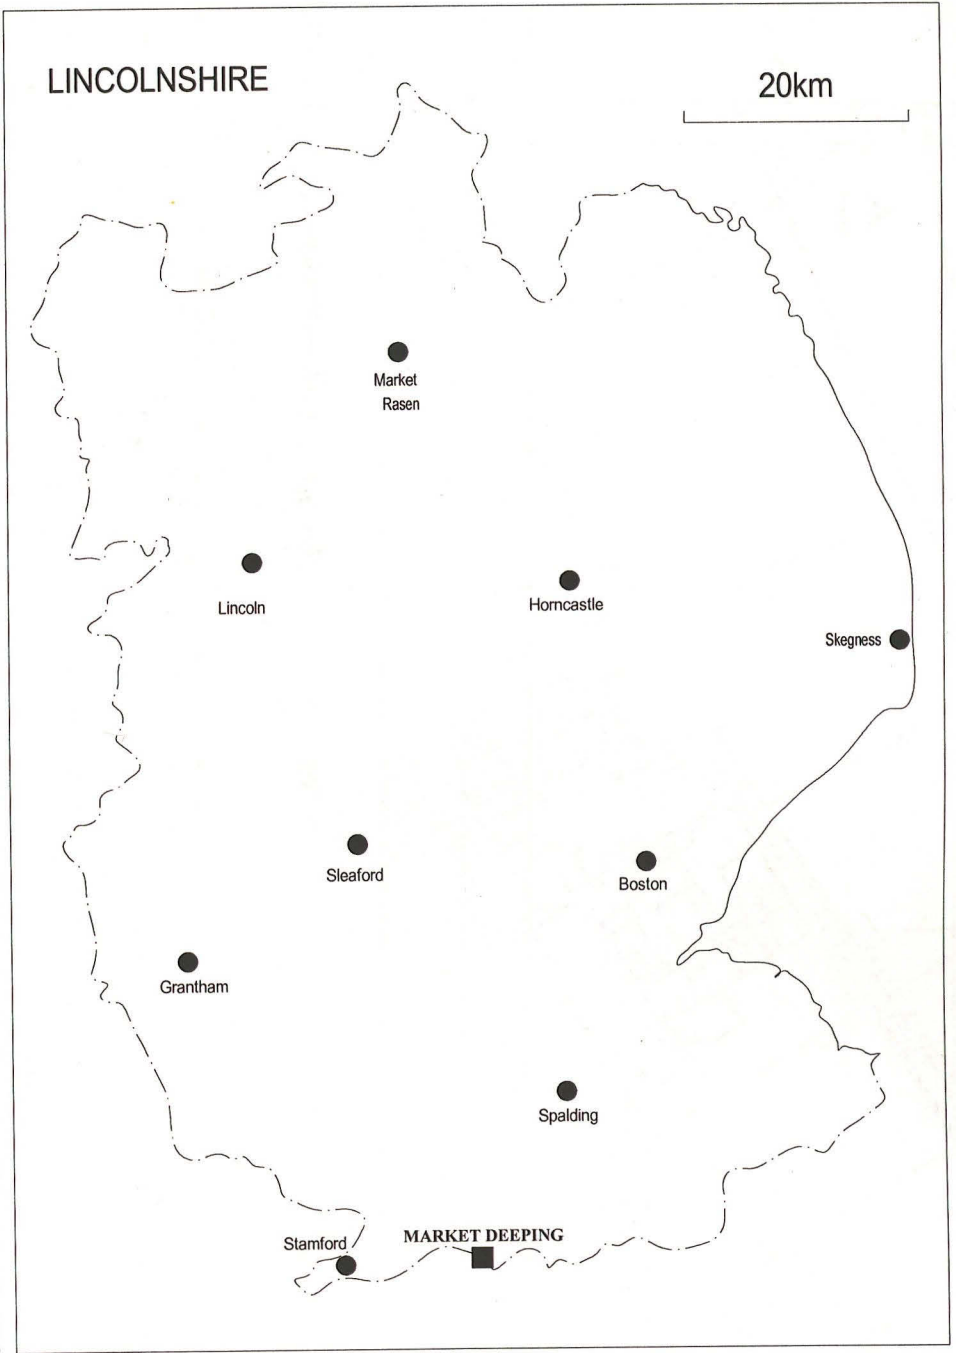 LINCOLNSHIRE
20km
Market
Rasen
Lincoln
Horncastle
Skegness
Sleaford
Boston
Grantham
Spalding
MARKET DEEPING
Stamford